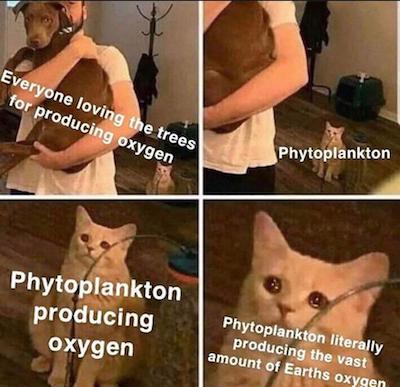 Everyone loving the trees
for producing oxygen
Phytoplankton
Phytoplankton
producing
oxygen
Phytoplankton literally
producing the vast
amount of Earths oxygen